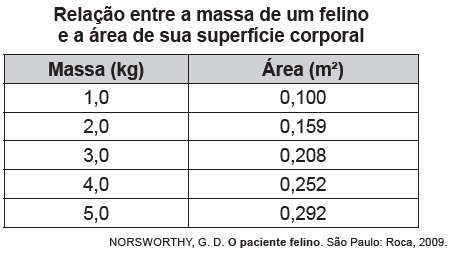 Relação entre a massa de um felino
e a área de sua superfície corporal
Massa (kg) Área (m²)
1,0 0,100
2,0 0,159
3,0 0,208
4,0 0,252
5,0 0,292
NORSWORTHY, G. D. O paciente felino. São Paulo: Roca, 2009.